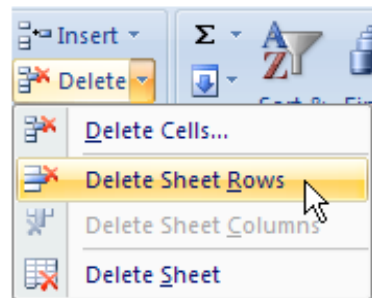 Insert
Σ
A
Z
Delete
Delete Cells...
Delete Sheet Rows
Delete Sheet Columns
Delete Sheet